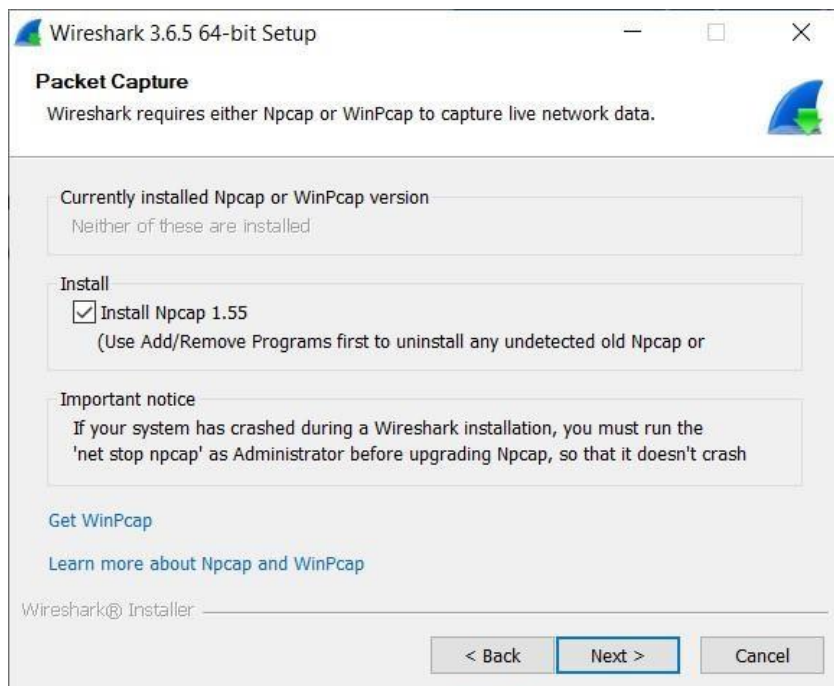 Wireshark 3.6.5 64-bit Setup
Packet Capture
Wireshark requires either Npcap or WinPcap to capture live network data.
Currently installed Npcap or WinPcap version
Neither of these are installed
Install
Install Npcap 1.55
(Use Add/Remove Programs first to uninstall any undetected old Npcap or
Important notice
If your system has crashed during a Wireshark installation, you must run the
'net stop npcap' as Administrator before upgrading Npcap, so that it doesn't crash
Get WinPcap
Learn more about Npcap and WinPcap
Wireshark® Installer
< Back Next > Cancel